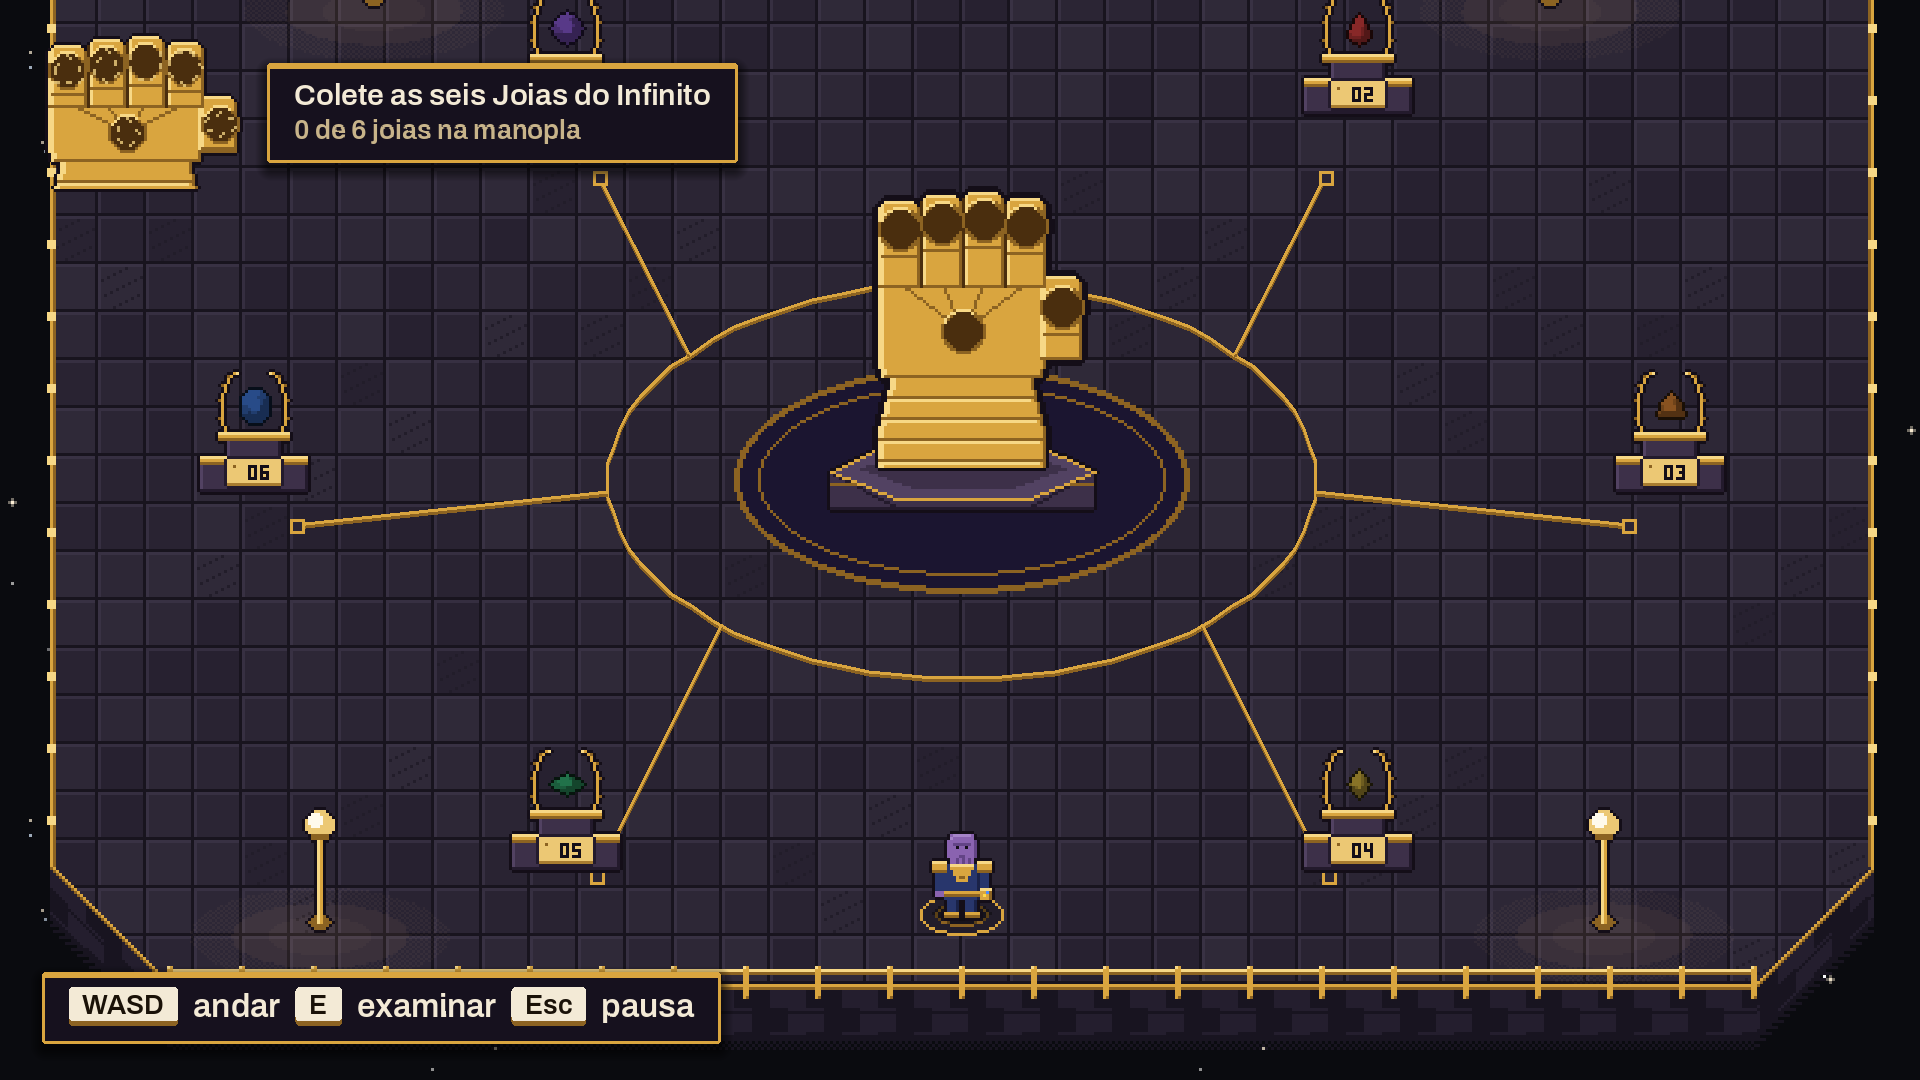 Colete as seis Joias do Infinito
0 de 6 joias na manopla
02
06
03
05
04
WASD andar E examinar Esc pausa